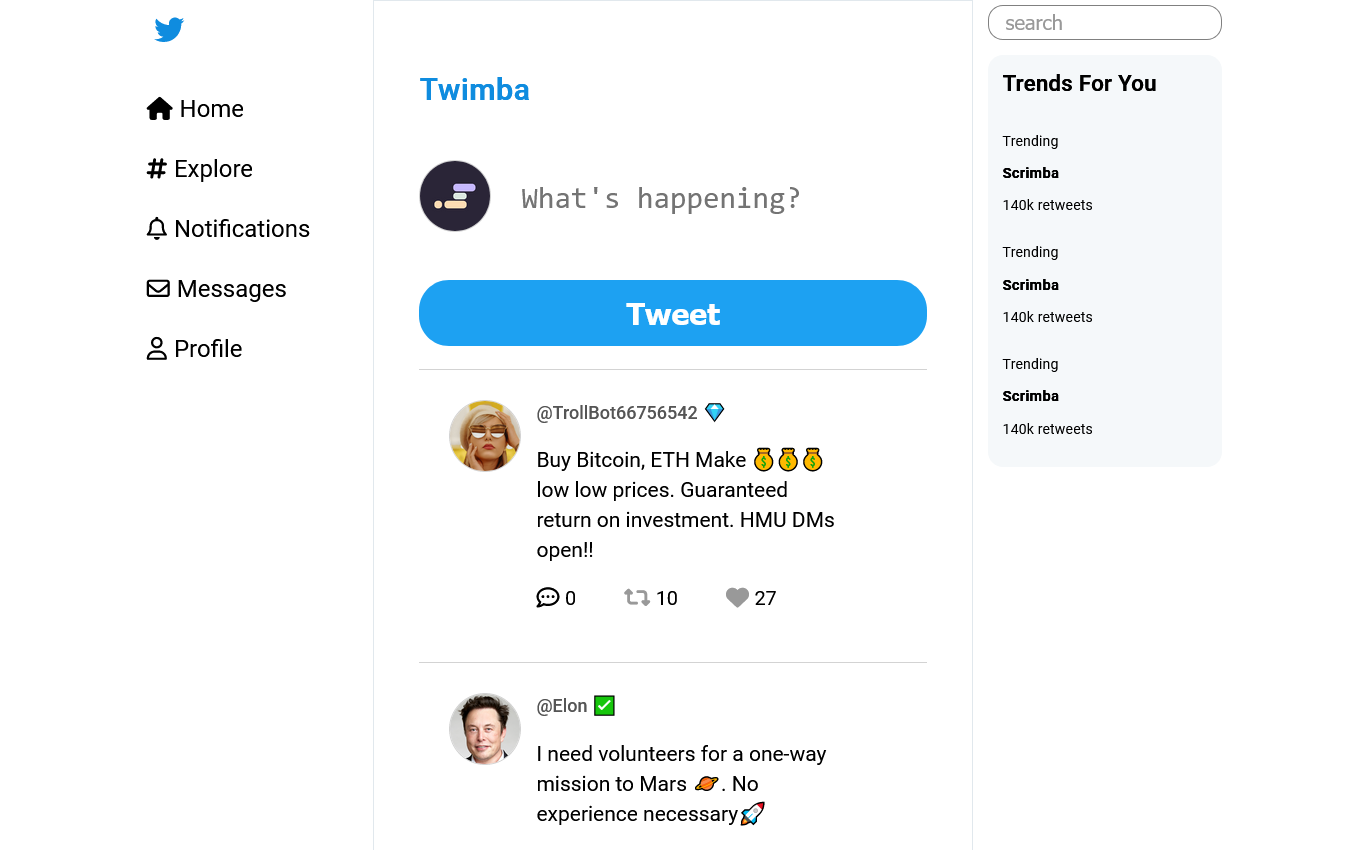 Home
Explore
Notifications
Messages
Profile
Twimba
What's happening?
Tweet
@TrollBot66756542 💎
Buy Bitcoin, ETH Make 💰💰💰
low low prices. Guaranteed
return on investment. HMU DMs
open!!
0 10 27
@Elon ✅
I need volunteers for a one-way
mission to Mars 🪐. No
experience necessary🚀
search
Trends For You
Trending
Scrimba
140k retweets
Trending
Scrimba
140k retweets
Trending
Scrimba
140k retweets